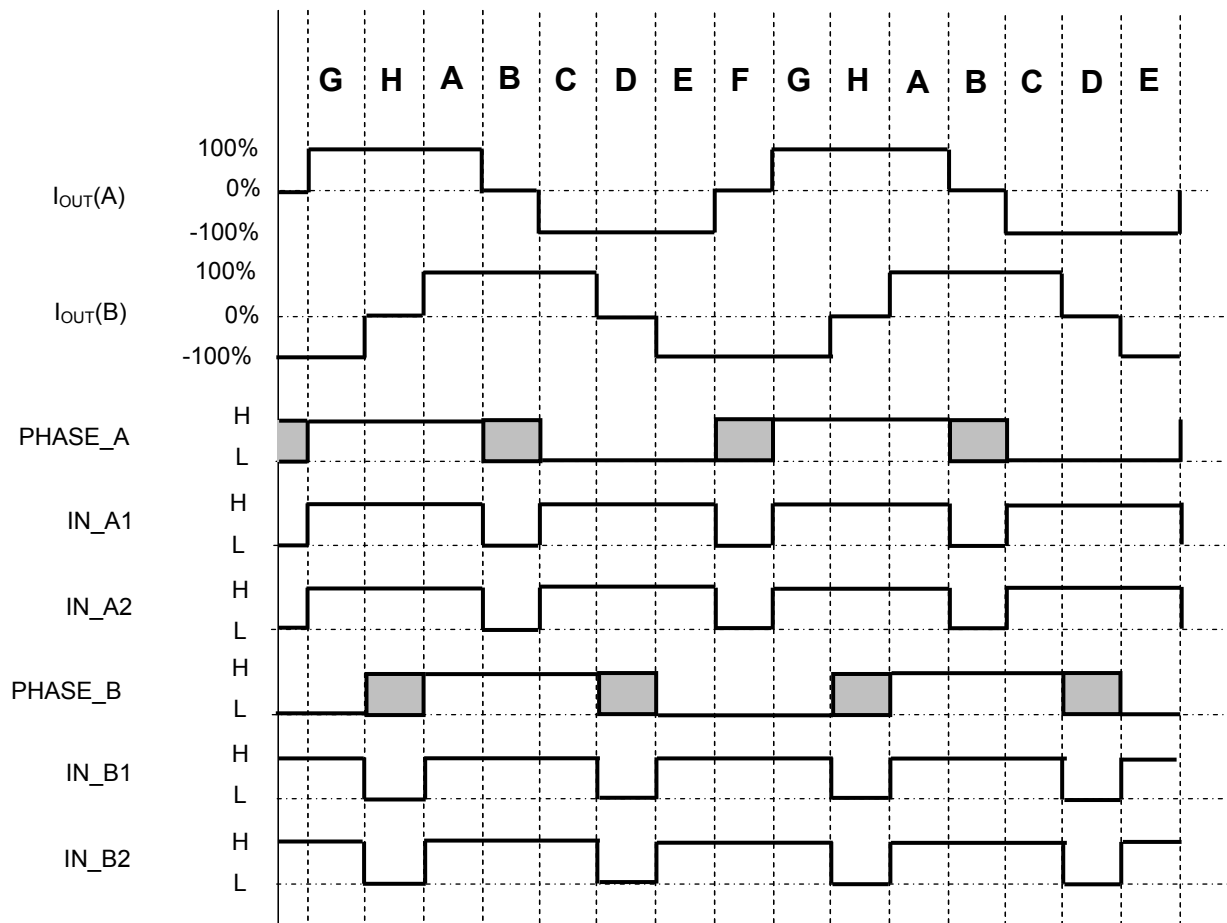 G H A B C D E F G H A B C D E
100%
I_OUT(A) 0%
-100%
100%
I_OUT(B) 0%
-100%
H
PHASE_A
L
H
IN_A1
L
H
IN_A2
L
H
PHASE_B
L
H
IN_B1
L
H
IN_B2
L